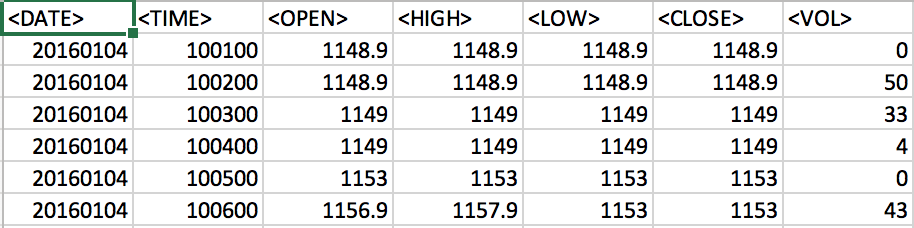 <DATE> <TIME> <OPEN> <HIGH> <LOW> <CLOSE> <VOL>
20160104 100100 1148.9 1148.9 1148.9 1148.9 0
20160104 100200 1148.9 1148.9 1148.9 1148.9 50
20160104 100300 1149 1149 1149 1149 33
20160104 100400 1149 1149 1149 1149 4
20160104 100500 1153 1153 1153 1153 0
20160104 100600 1156.9 1157.9 1153 1153 43